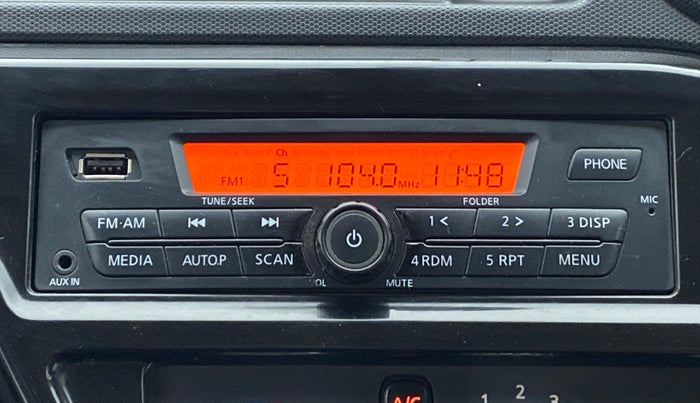 Ch
FM1 5 104.0 MHz 11:48
PHONE
TUNE/SEEK FOLDER MIC
FM·AM 1 < 2 > 3 DISP
MEDIA AUTO.P SCAN 4 RDM 5 RPT MENU
AUX IN VOL MUTE
A/C 1 2 3